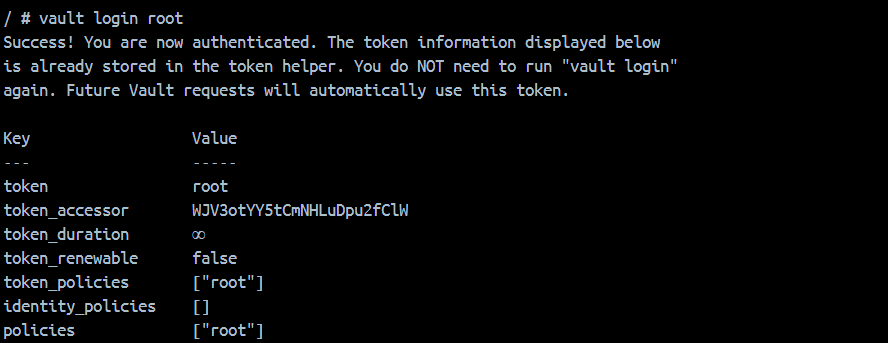 / # vault login root
Success! You are now authenticated. The token information displayed below
is already stored in the token helper. You do NOT need to run "vault login"
again. Future Vault requests will automatically use this token.
Key Value
--- -----
token root
token_accessor WJV3otYY5tCmNHLuDpu2fClW
token_duration ∞
token_renewable false
token_policies ["root"]
identity_policies []
policies ["root"]